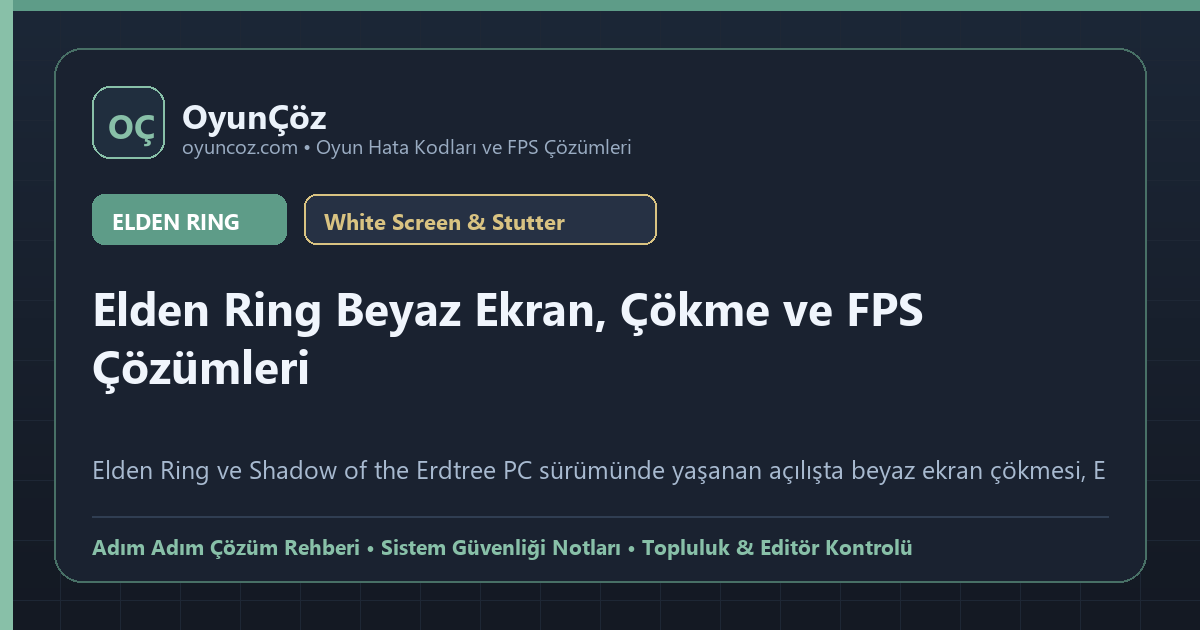 OÇ
OyunÇöz
oyuncoz.com • Oyun Hata Kodları ve FPS Çözümleri
ELDEN RING
White Screen & Stutter
Elden Ring Beyaz Ekran, Çökme ve FPS
Çözümleri
Elden Ring ve Shadow of the Erdtree PC sürümünde yaşanan açılışta beyaz ekran çökmesi, E
Adım Adım Çözüm Rehberi • Sistem Güvenliği Notları • Topluluk & Editör Kontrolü